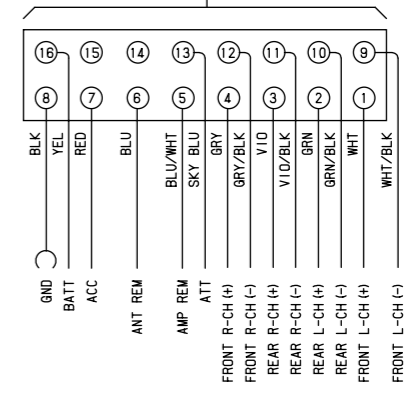 16 15 14 13 12 11 10 9
8 7 6 5 4 3 2 1
BLK
YEL
RED
BLU
BLU/WHT
SKY BLU
GRY
GRY/BLK
VIO
VIO/BLK
GRN
GRN/BLK
WHT
WHT/BLK
GND
BATT
ACC
ANT REM
AMP REM
ATT
FRONT R-CH (+)
FRONT R-CH (-)
REAR R-CH (+)
REAR R-CH (-)
REAR L-CH (+)
REAR L-CH (-)
FRONT L-CH (+)
FRONT L-CH (-)